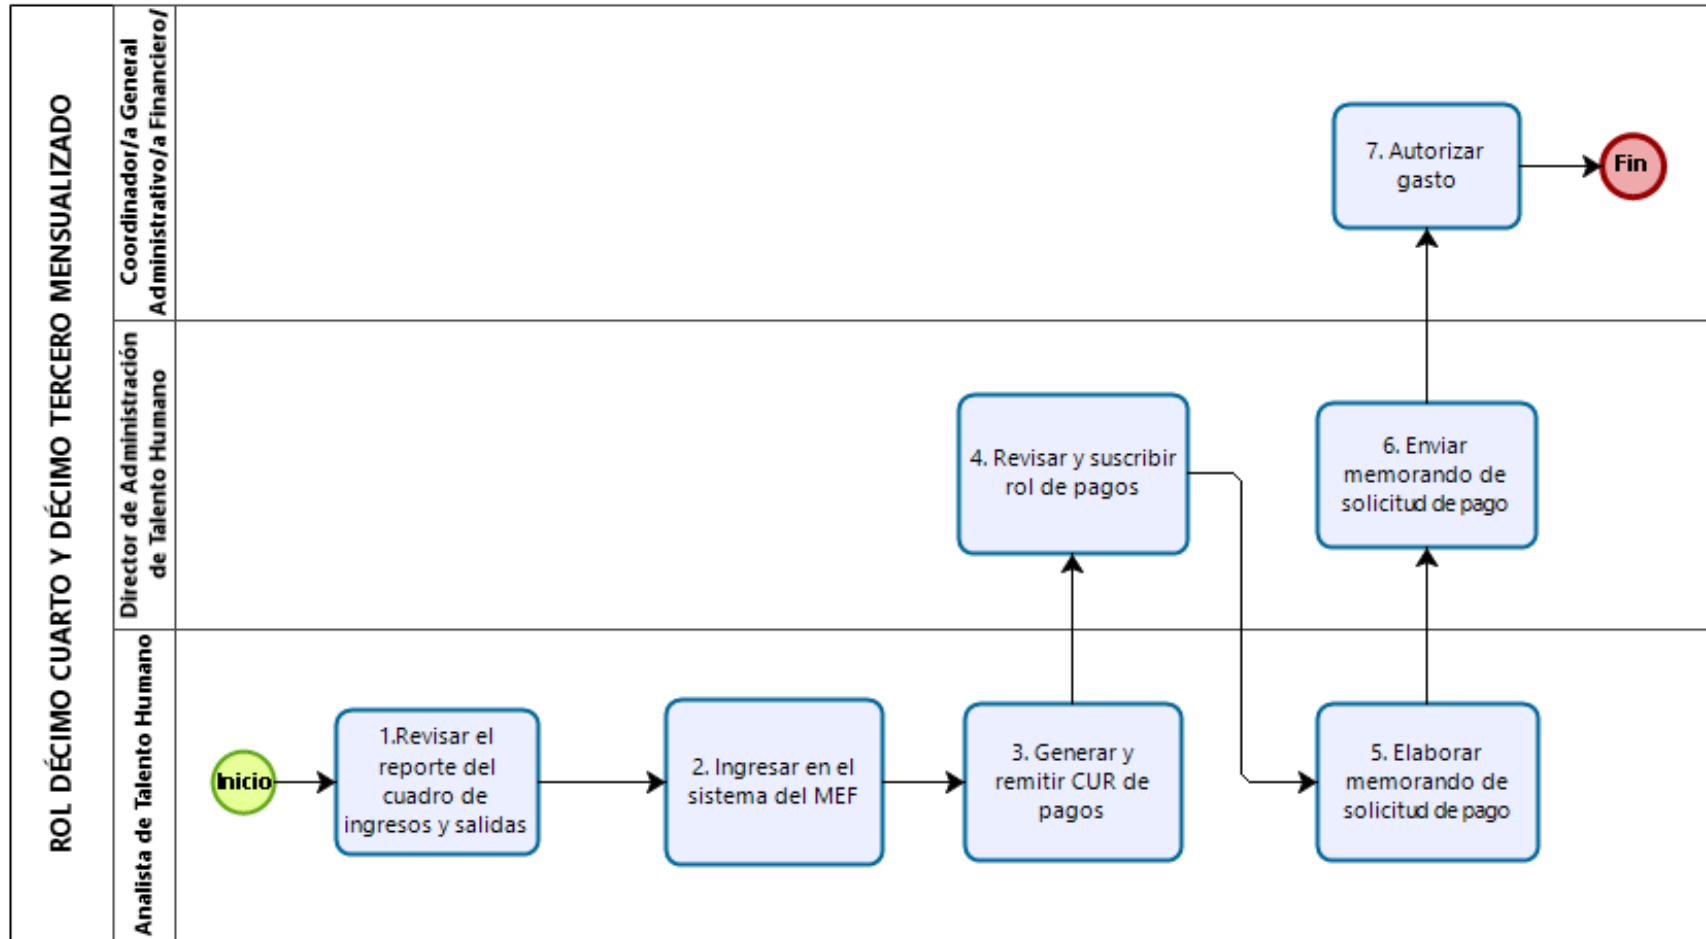 ROL DÉCIMO CUARTO Y DÉCIMO TERCERO MENSUALIZADO
Coordinador/a General
Administrativo/a Financiero/
7. Autorizar
gasto
Fin
Director de Administración
de Talento Humano
4. Revisar y suscribir
rol de pagos
6. Enviar
memorando de
solicitud de pago
Analista de Talento Humano
Inicio
1.Revisar el
reporte del
cuadro de
ingresos y salidas
2. Ingresar en el
sistema del MEF
3. Generar y
remitir CUR de
pagos
5. Elaborar
memorando de
solicitud de pago